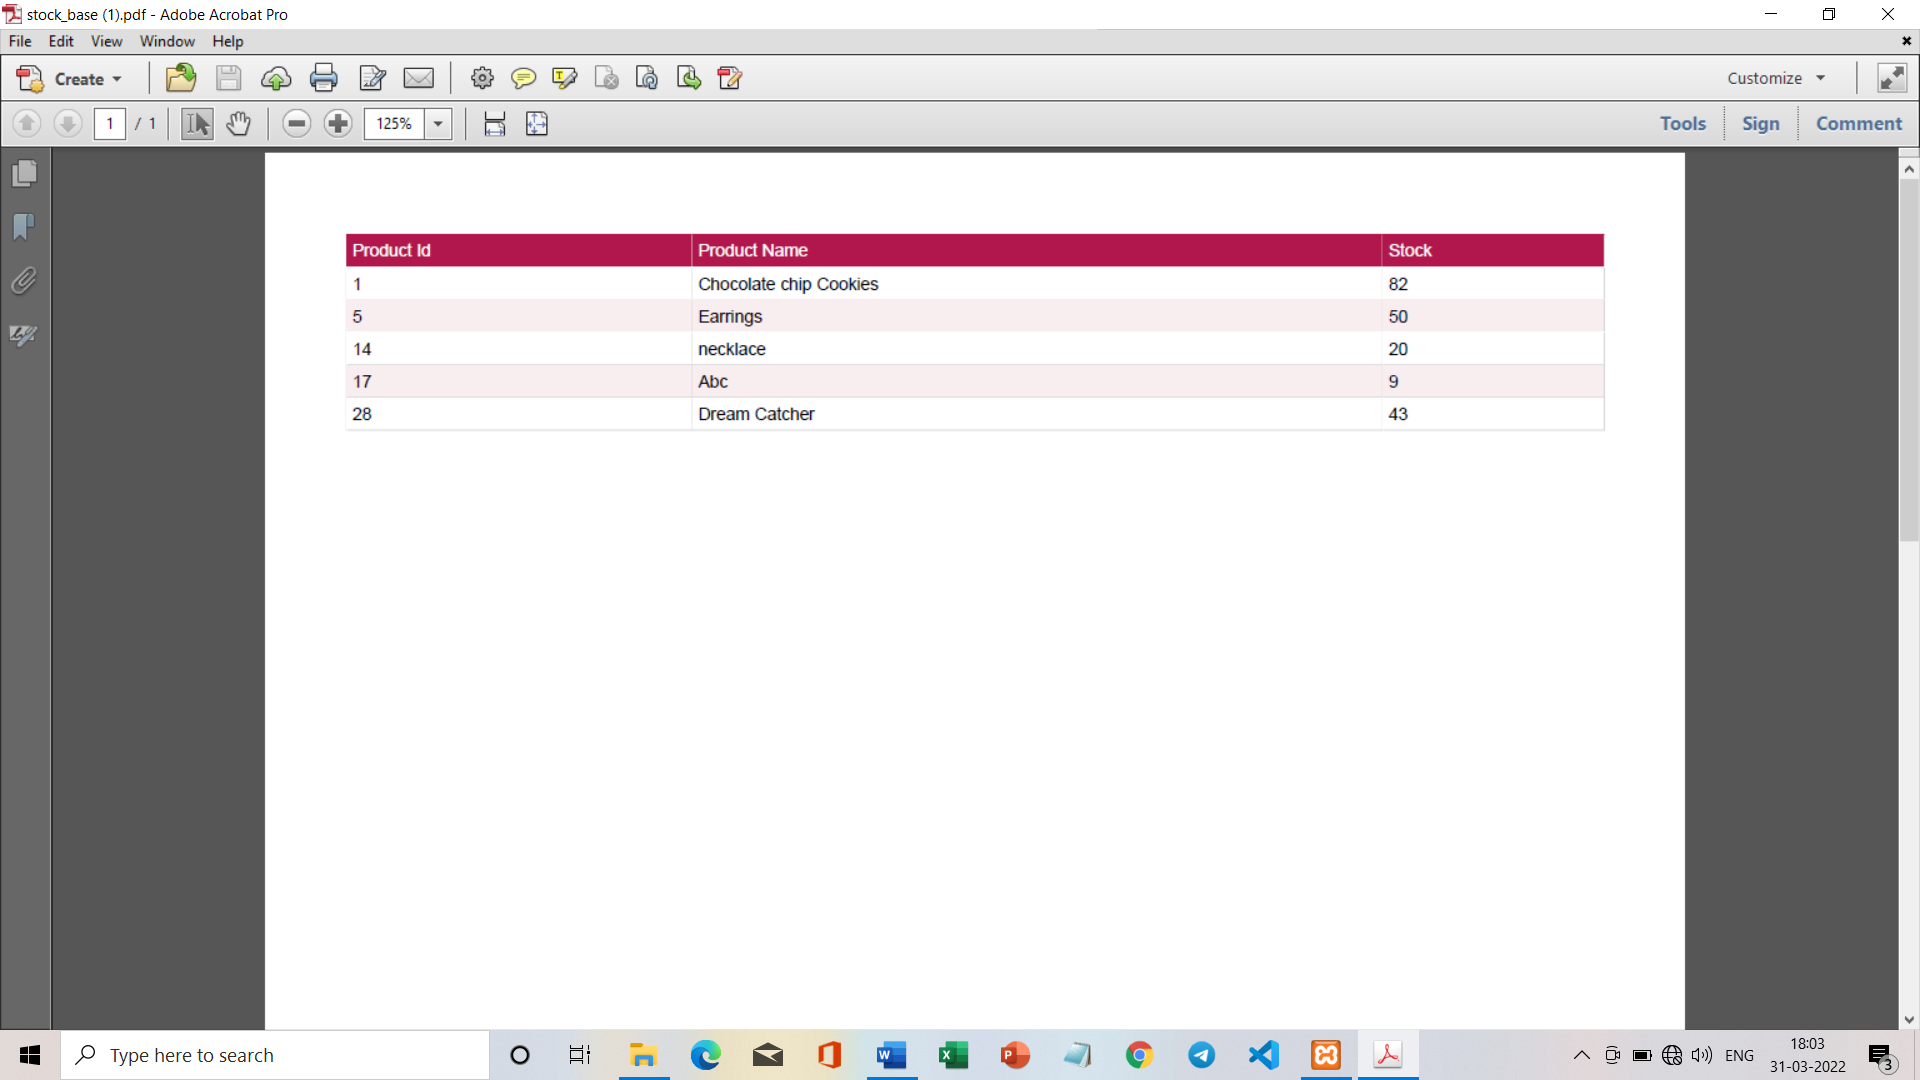 stock_base (1).pdf - Adobe Acrobat Pro
File Edit View Window Help
Create Customize
1 / 1 125% Tools Sign Comment
Product Id Product Name Stock
1 Chocolate chip Cookies 82
5 Earrings 50
14 necklace 20
17 Abc 9
28 Dream Catcher 43
Type here to search ENG 18:03
31-03-2022 3